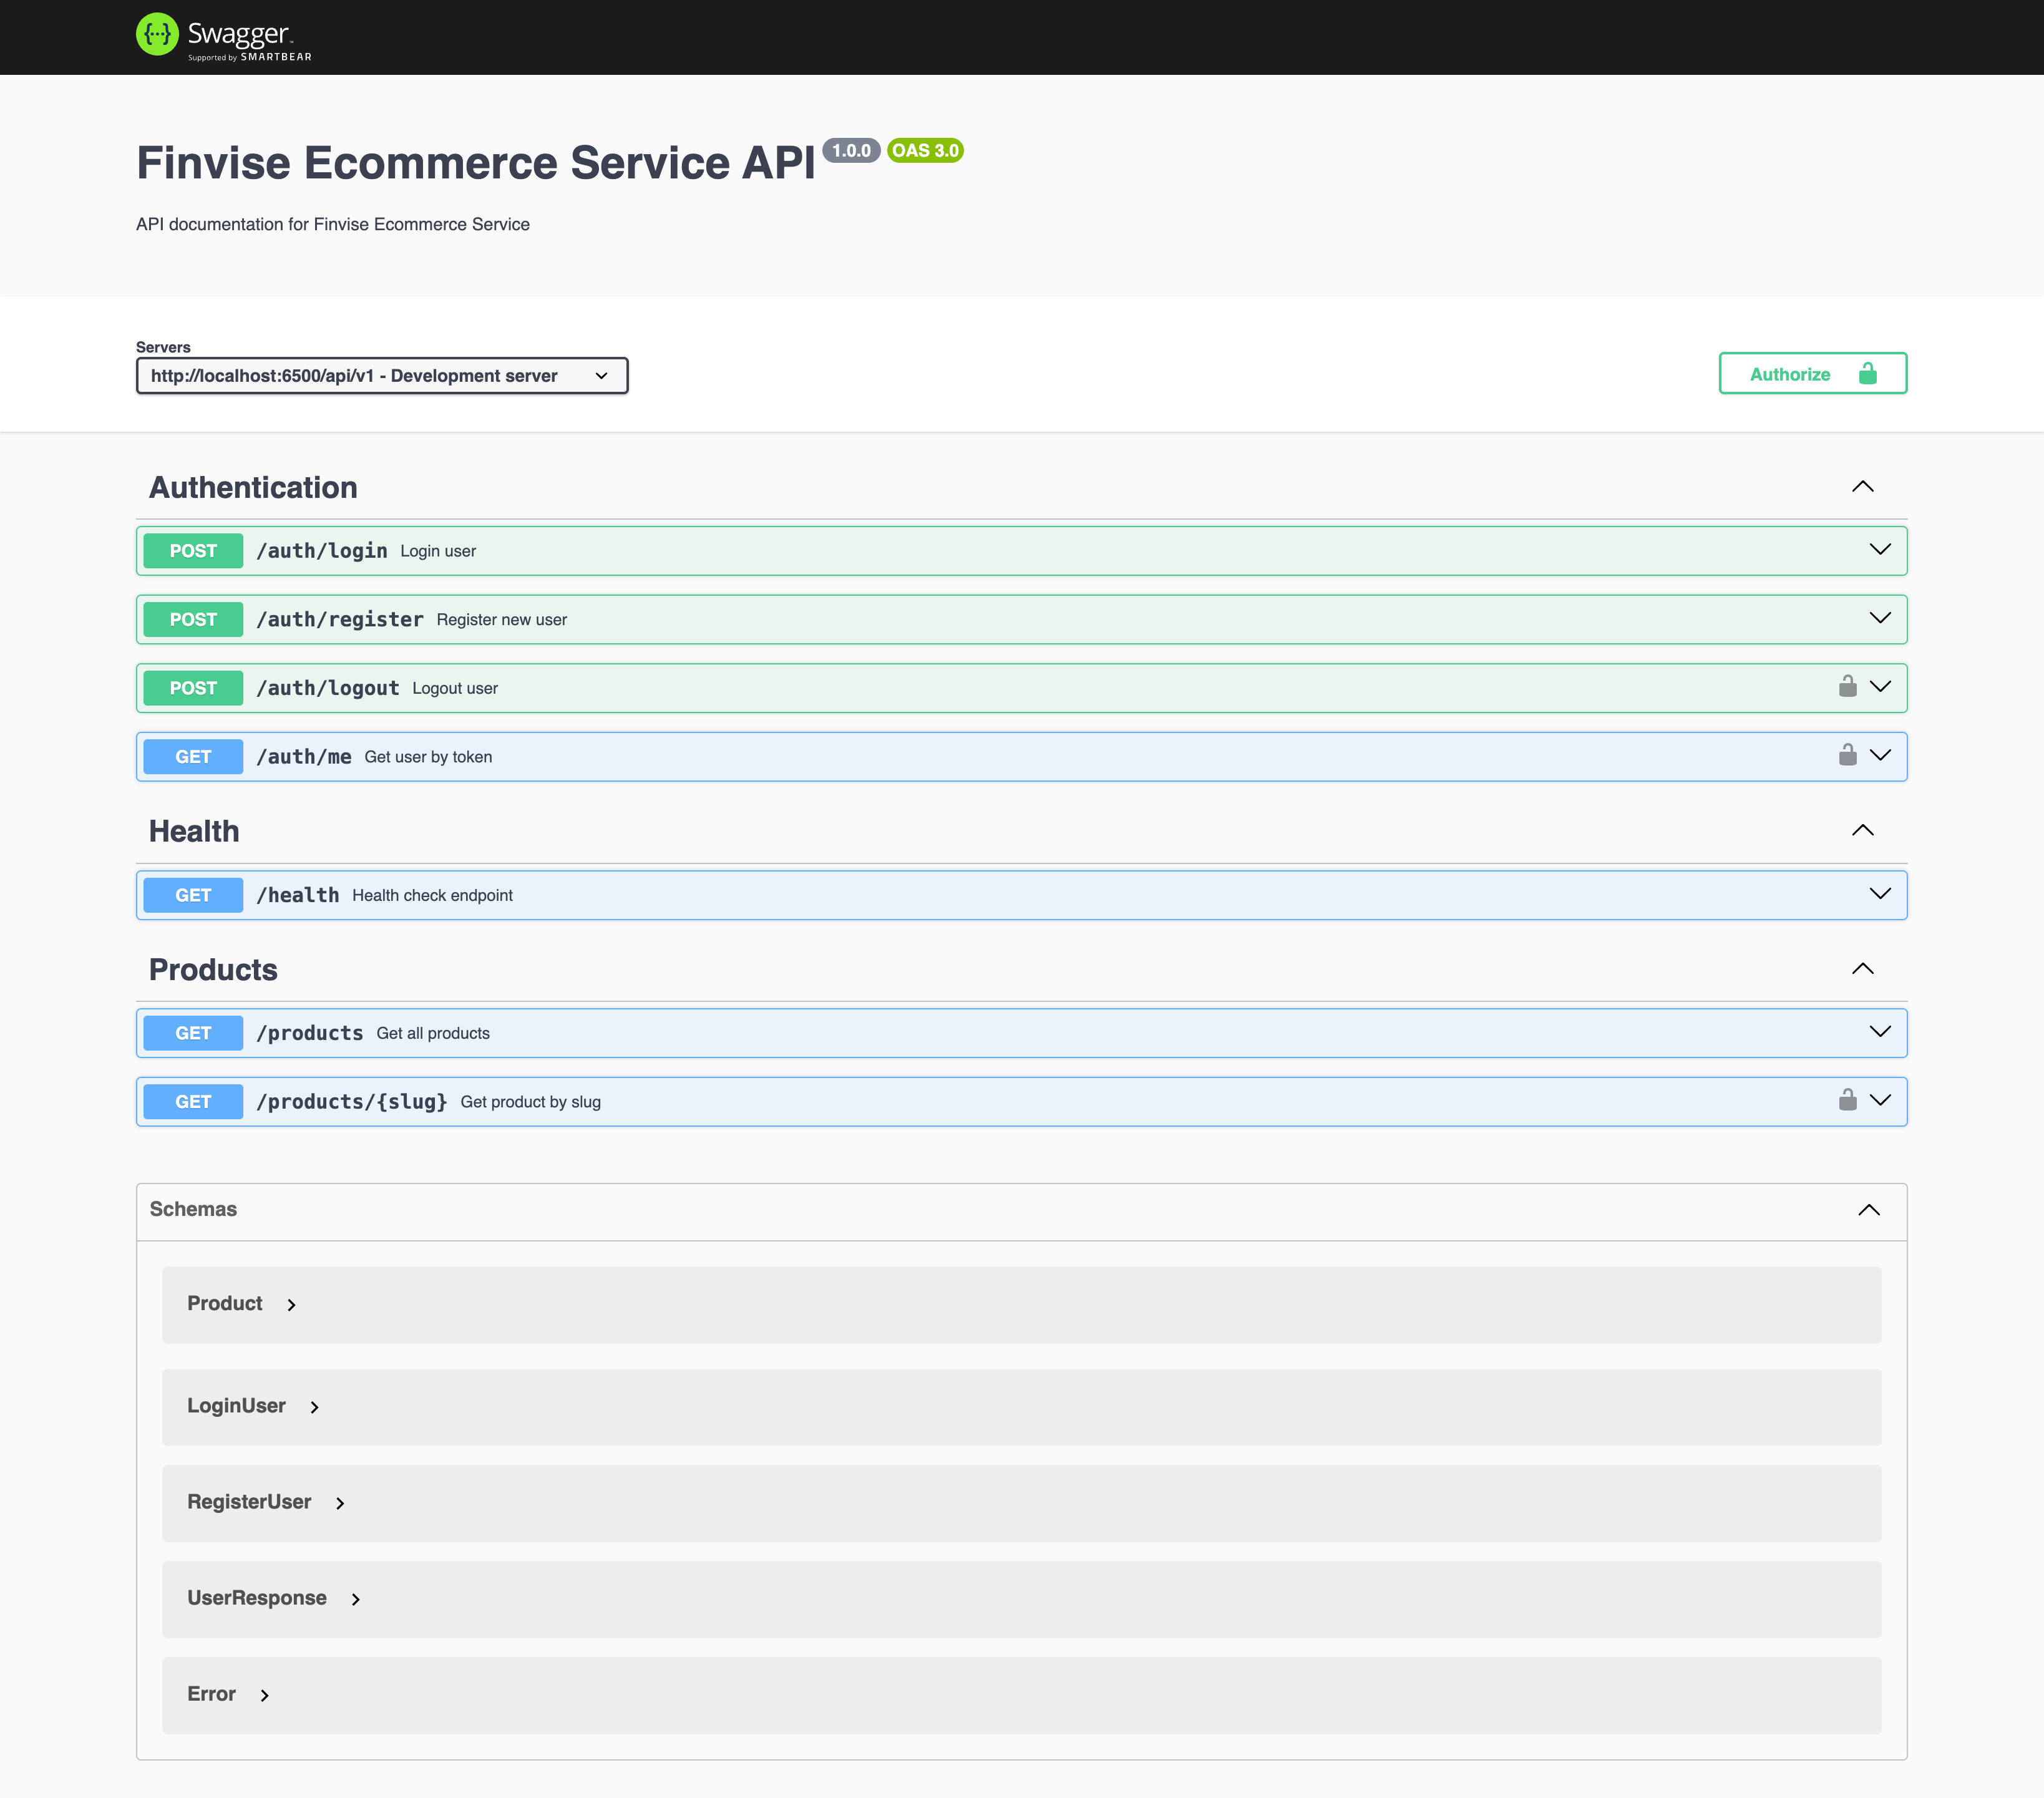 Swagger
Supported by SMARTBEAR
Finvise Ecommerce Service API 1.0.0 OAS 3.0
API documentation for Finvise Ecommerce Service
Servers
http://localhost:6500/api/v1 - Development server
Authorize
Authentication
POST /auth/login Login user
POST /auth/register Register new user
POST /auth/logout Logout user
GET /auth/me Get user by token
Health
GET /health Health check endpoint
Products
GET /products Get all products
GET /products/{slug} Get product by slug
Schemas
Product
LoginUser
RegisterUser
UserResponse
Error